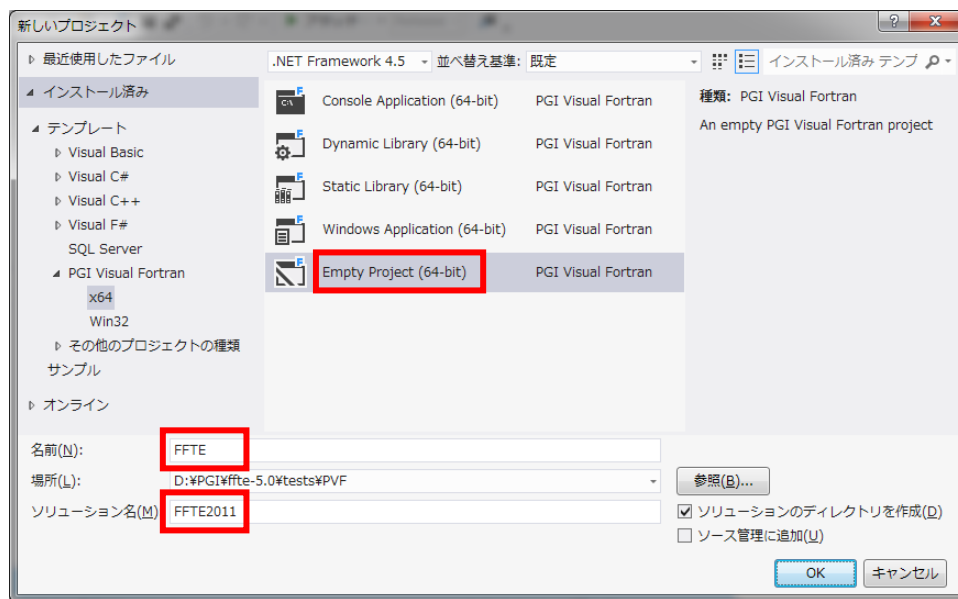 新しいプロジェクト
最近使用したファイル
.NET Framework 4.5 並べ替え基準: 既定
インストール済み テンプ
インストール済み
テンプレート
Visual Basic
Visual C#
Visual C++
Visual F#
SQL Server
PGI Visual Fortran
x64
Win32
その他のプロジェクトの種類
サンプル
オンライン
Console Application (64-bit) PGI Visual Fortran
Dynamic Library (64-bit) PGI Visual Fortran
Static Library (64-bit) PGI Visual Fortran
Windows Application (64-bit) PGI Visual Fortran
Empty Project (64-bit) PGI Visual Fortran
種類: PGI Visual Fortran
An empty PGI Visual Fortran project
名前(N): FFTE
場所(L): D:¥PGI¥ffte-5.0¥tests¥PVF
参照(B)...
ソリューション名(M) FFTE2011
ソリューションのディレクトリを作成(D)
ソース管理に追加(U)
OK キャンセル